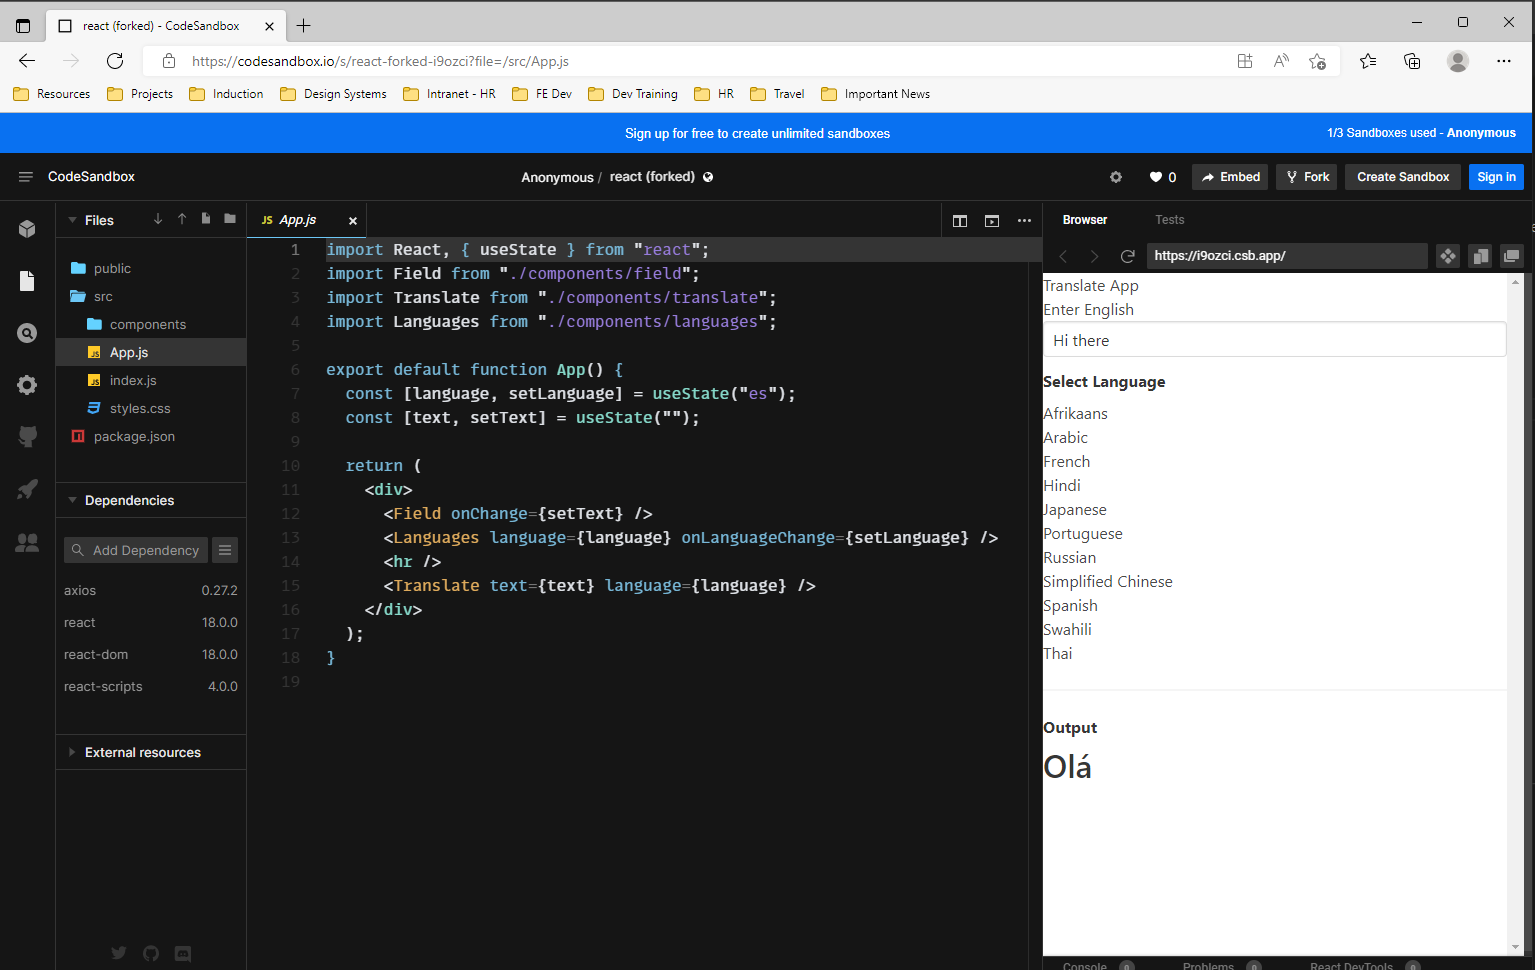 react (forked) - CodeSandbox
https://codesandbox.io/s/react-forked-i9ozci?file=/src/App.js
Resources Projects Induction Design Systems Intranet - HR FE Dev Dev Training HR Travel Important News
Sign up for free to create unlimited sandboxes
1/3 Sandboxes used - Anonymous
CodeSandbox
Anonymous / react (forked)
0 Embed Fork Create Sandbox Sign in
Files
public
src
components
JS App.js
JS index.js
styles.css
package.json
Dependencies
Add Dependency
axios 0.27.2
react 18.0.0
react-dom 18.0.0
react-scripts 4.0.0
External resources
JS App.js
1 import React, { useState } from "react";
2 import Field from "./components/field";
3 import Translate from "./components/translate";
4 import Languages from "./components/languages";
5
6 export default function App() {
7 const [language, setLanguage] = useState("es");
8 const [text, setText] = useState("");
9
10 return (
11 <div>
12 <Field onChange={setText} />
13 <Languages language={language} onLanguageChange={setLanguage} />
14 <hr />
15 <Translate text={text} language={language} />
16 </div>
17 );
18 }
19
Browser Tests
https://i9ozci.csb.app/
Translate App
Enter English
Hi there
Select Language
Afrikaans
Arabic
French
Hindi
Japanese
Portuguese
Russian
Simplified Chinese
Spanish
Swahili
Thai
Output
Olá
Console 0 Problems 0 React DevTools 0